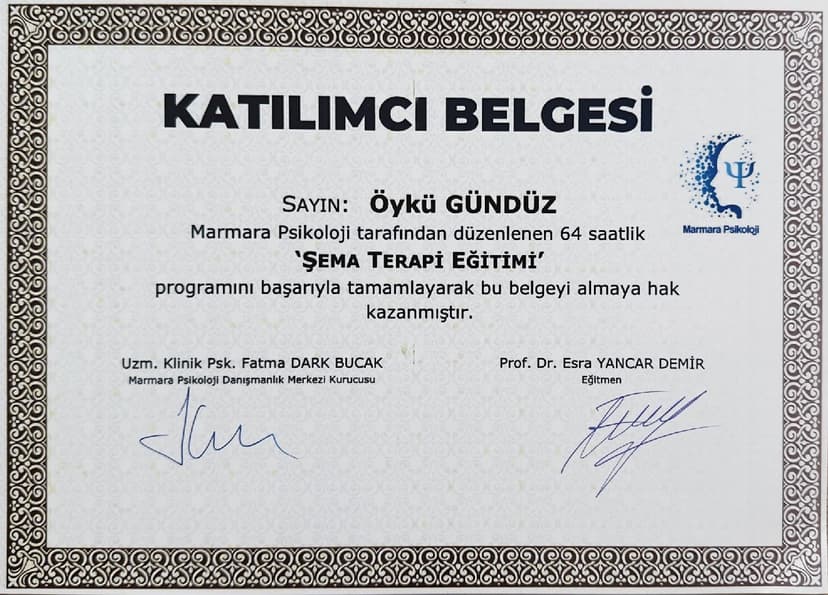 KATILIMCI BELGESİ
Marmara Psikoloji
SAYIN: Öykü GÜNDÜZ
Marmara Psikoloji tarafından düzenlenen 64 saatlik
‘ŞEMA TERAPİ EĞİTİMİ’
programını başarıyla tamamlayarak bu belgeyi almaya hak
kazanmıştır.
Uzm. Klinik Psk. Fatma DARK BUCAK
Marmara Psikoloji Danışmanlık Merkezi Kurucusu
Prof. Dr. Esra YANCAR DEMİR
Eğitmen